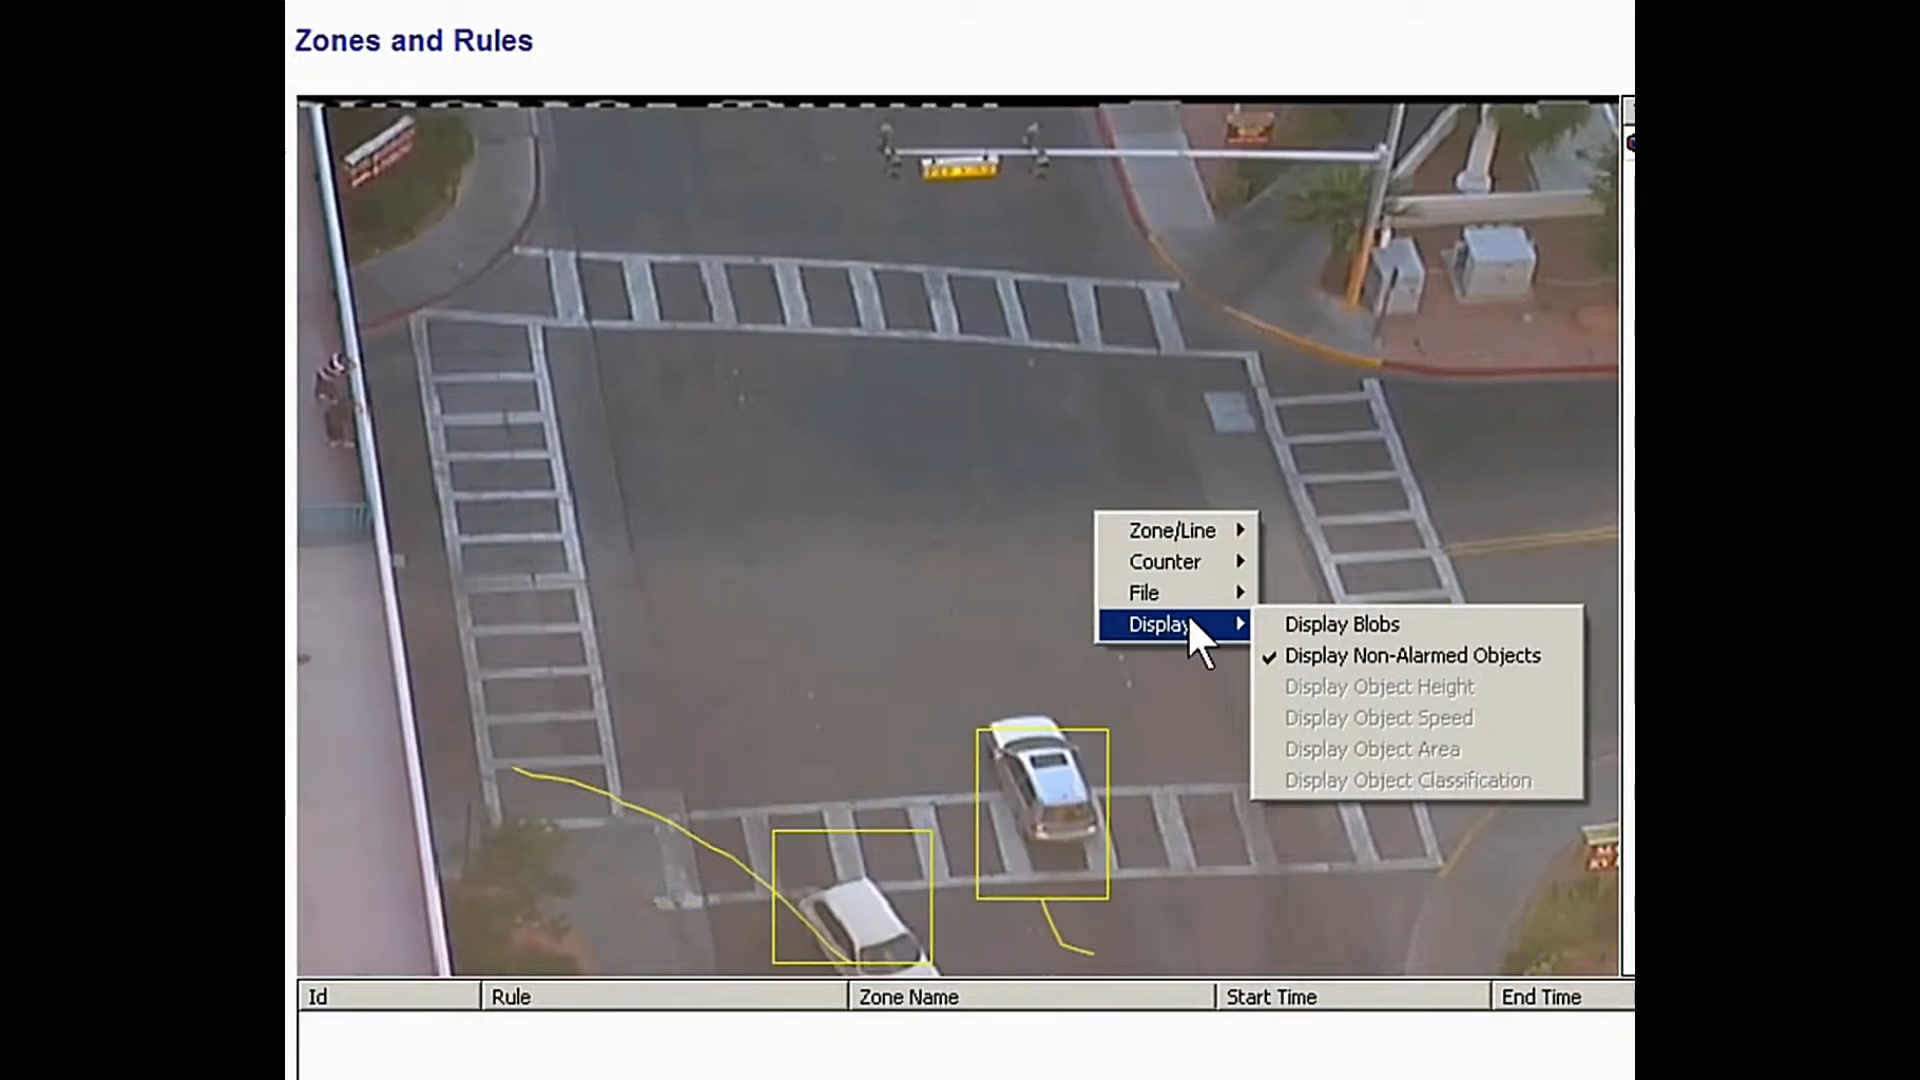 Zones and Rules
Zone/Line
Counter
File
Display
Display Blobs
Display Non-Alarmed Objects
Display Object Height
Display Object Speed
Display Object Area
Display Object Classification
Id Rule Zone Name Start Time End Time